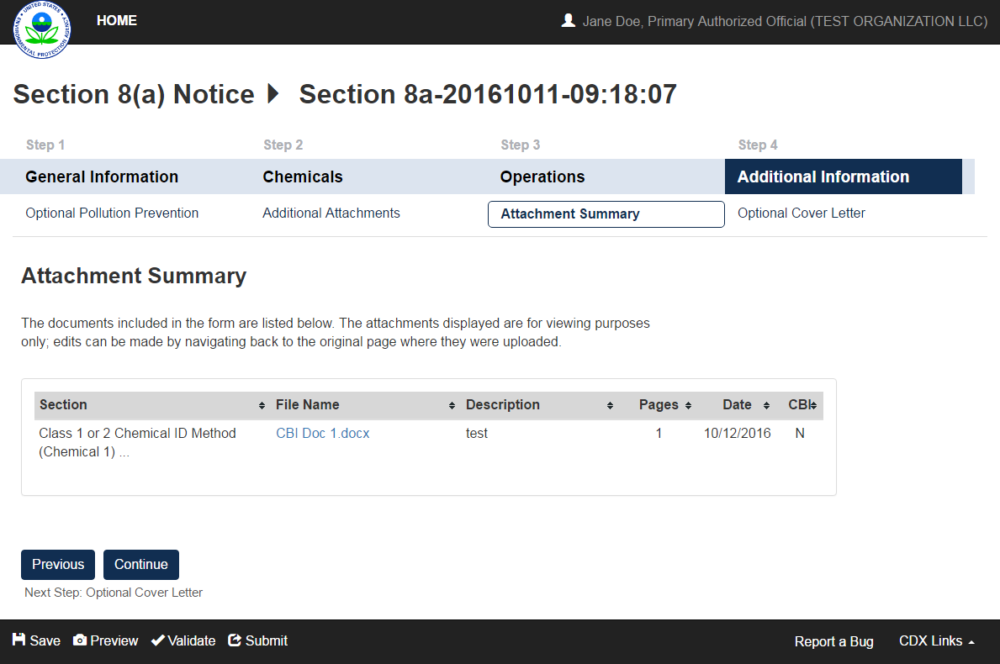 UNITED STATES
ENVIRONMENTAL PROTECTION AGENCY
HOME
Jane Doe, Primary Authorized Official (TEST ORGANIZATION LLC)
Section 8(a) Notice Section 8a-20161011-09:18:07
Step 1 Step 2 Step 3 Step 4
General Information Chemicals Operations Additional Information
Optional Pollution Prevention Additional Attachments Attachment Summary Optional Cover Letter
Attachment Summary
The documents included in the form are listed below. The attachments displayed are for viewing purposes
only; edits can be made by navigating back to the original page where they were uploaded.
Section File Name Description Pages Date CBI
Class 1 or 2 Chemical ID Method CBI Doc 1.docx test 1 10/12/2016 N
(Chemical 1) ...
Previous Continue
Next Step: Optional Cover Letter
Save Preview Validate Submit Report a Bug CDX Links